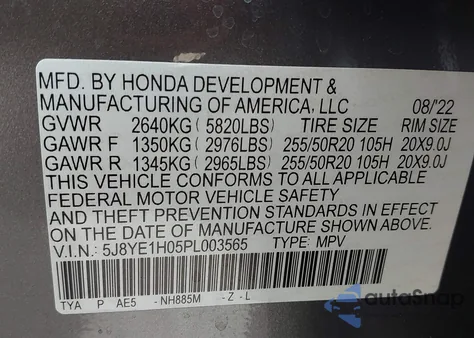 MFD. BY HONDA DEVELOPMENT &
MANUFACTURING OF AMERICA, LLC 08/'22
GVWR 2640KG ( 5820LBS) TIRE SIZE RIM SIZE
GAWR F 1350KG ( 2976LBS) 255/50R20 105H 20X9.0J
GAWR R 1345KG ( 2965LBS) 255/50R20 105H 20X9.0J
THIS VEHICLE CONFORMS TO ALL APPLICABLE
FEDERAL MOTOR VEHICLE SAFETY, BUMPER,
AND THEFT PREVENTION STANDARDS IN EFFECT
ON THE DATE OF MANUFACTURE SHOWN ABOVE.
V.I.N.: 5J8YE1H05PL003565 TYPE: MPV
TYA P AE5 -NH885M -Z-L
autoSnap